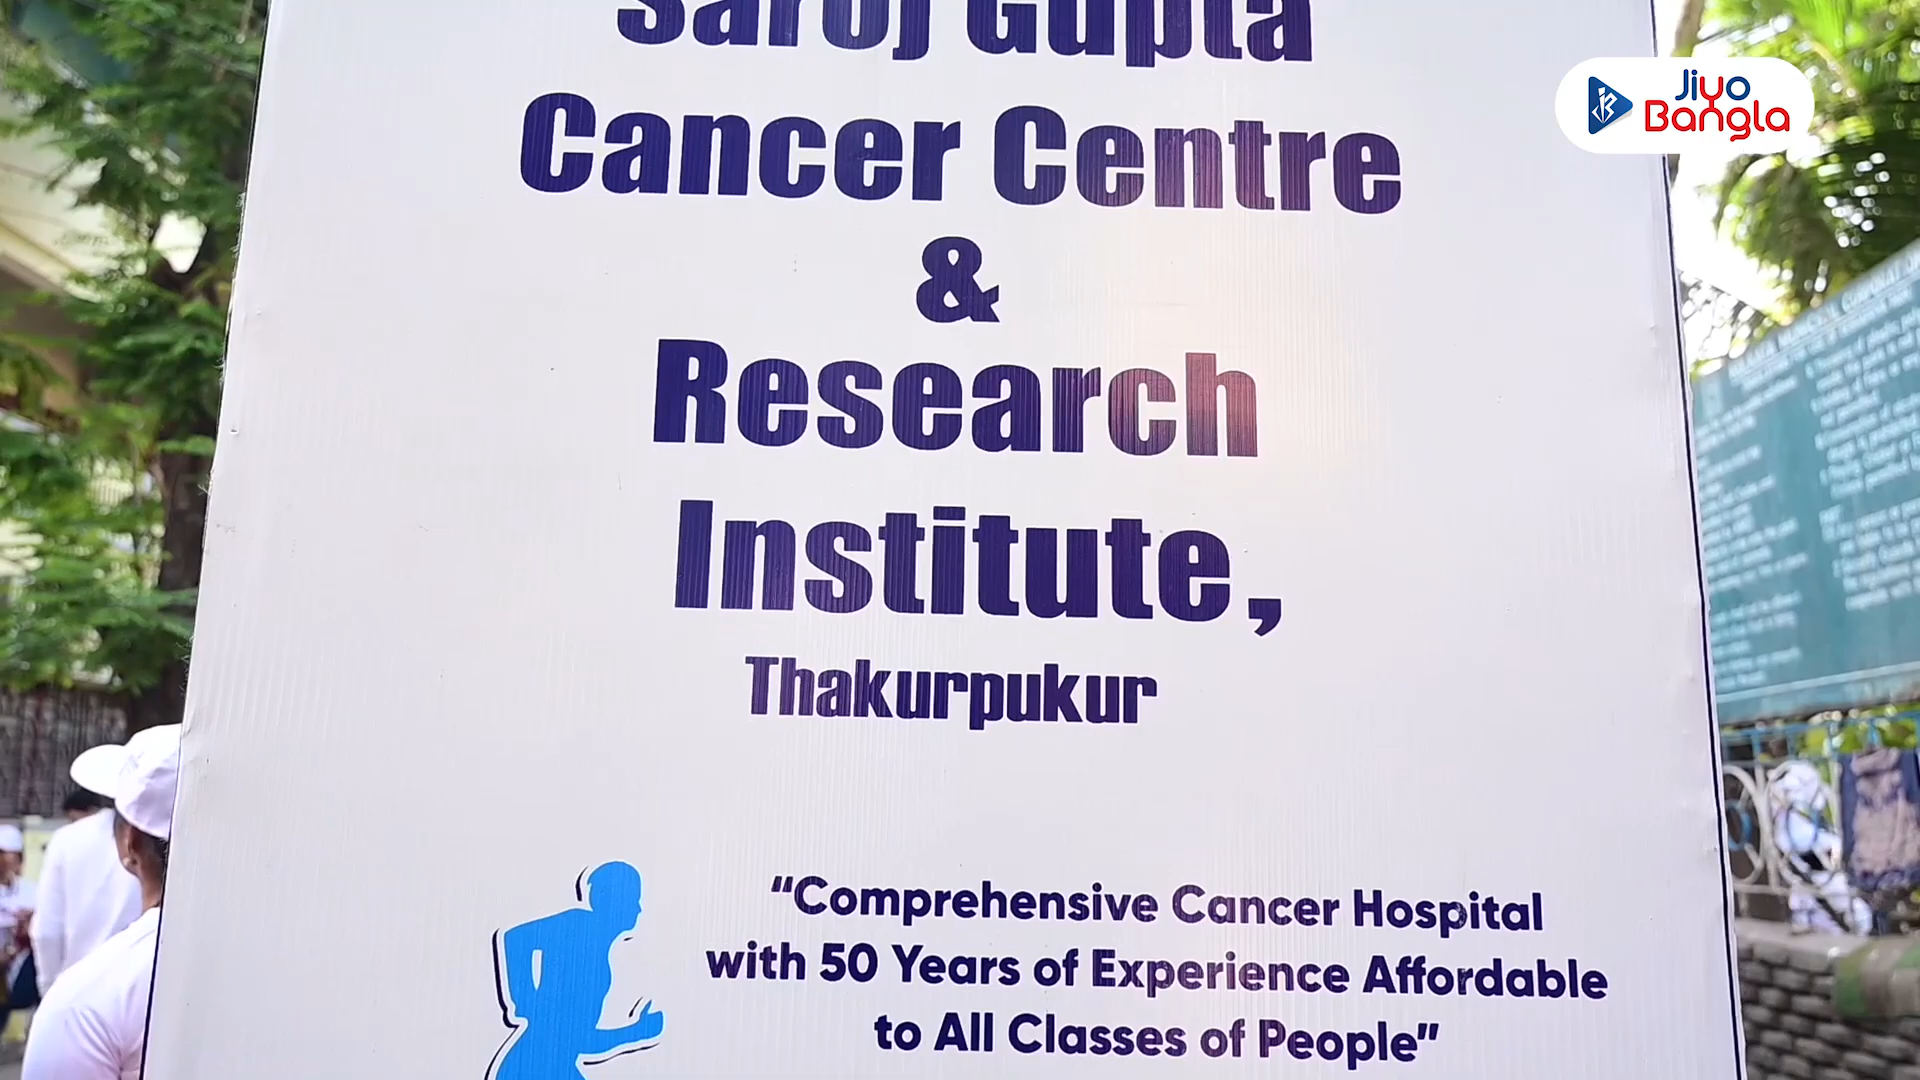 Saroj Gupta
Cancer Centre
&
Research
Institute,
Thakurpukur
"Comprehensive Cancer Hospital
with 50 Years of Experience Affordable
to All Classes of People"
Jiyo
Bangla